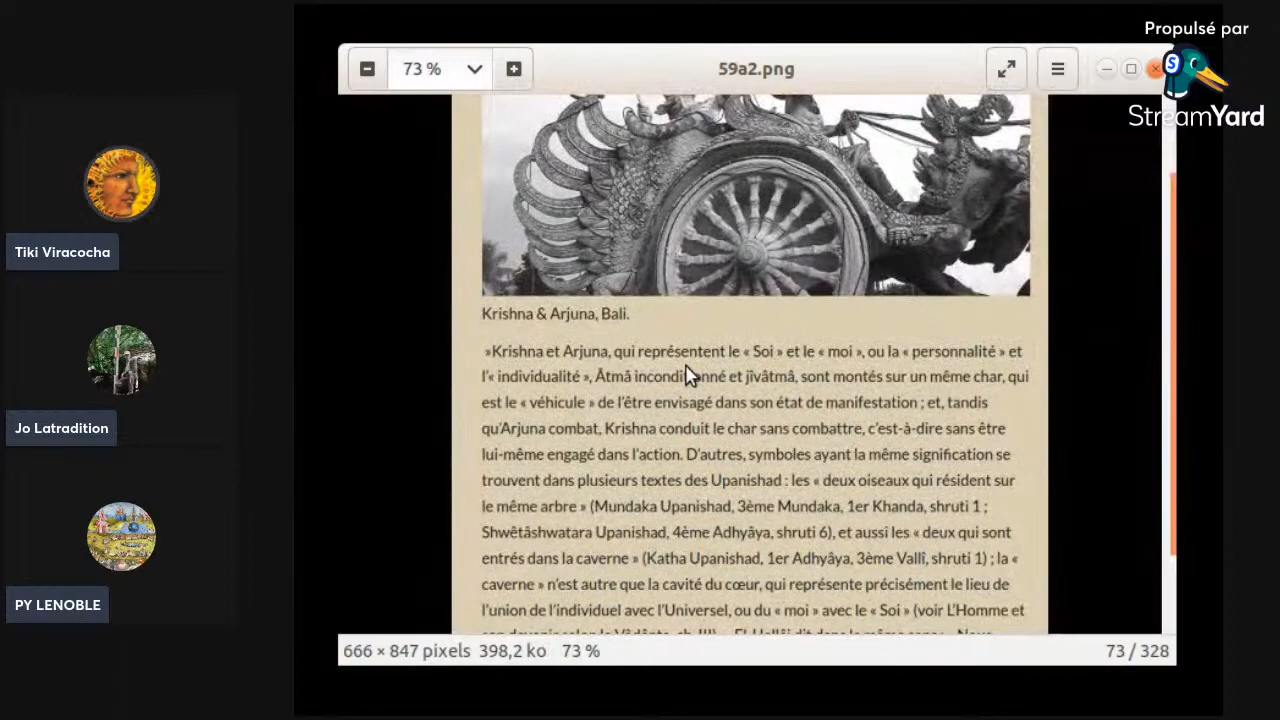 Propulsé par
StreamYard
73 %
59a2.png
Tiki Viracocha
Jo Latradition
PY LENOBLE
Krishna & Arjuna, Bali.
»Krishna et Arjuna, qui représentent le « Soi » et le « moi », ou la « personnalité » et
l'« individualité », Âtmâ inconditionné et jîvâtmâ, sont montés sur un même char, qui
est le « véhicule » de l'être envisagé dans son état de manifestation ; et, tandis
qu'Arjuna combat, Krishna conduit le char sans combattre, c'est-à-dire sans être
lui-même engagé dans l'action. D'autres, symboles ayant la même signification se
trouvent dans plusieurs textes des Upanishad : les « deux oiseaux qui résident sur
le même arbre » (Mundaka Upanishad, 3ème Mundaka, 1er Khanda, shruti 1 ;
Shwêtâshwatara Upanishad, 4ème Adhyâya, shruti 6), et aussi les « deux qui sont
entrés dans la caverne » (Katha Upanishad, 1er Adhyâya, 3ème Vallî, shruti 1) ; la «
caverne » n'est autre que la cavité du cœur, qui représente précisément le lieu de
l'union de l'individuel avec l'Universel, ou du « moi » avec le « Soi » (voir L'Homme et
666 × 847 pixels 398,2 ko 73 %
73 / 328